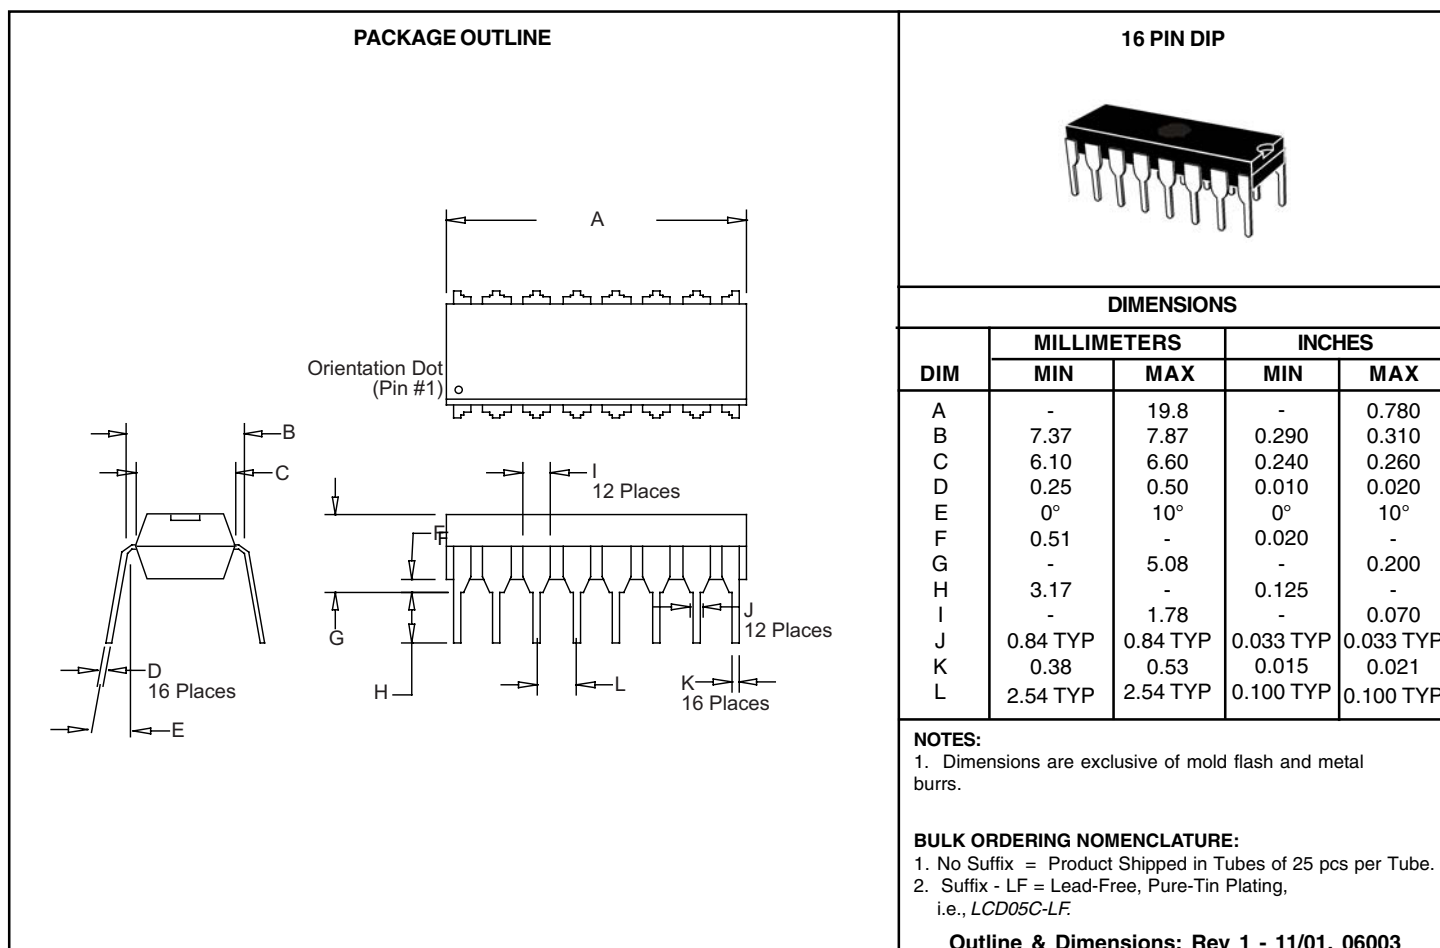 PACKAGE OUTLINE
A
Orientation Dot
(Pin #1)
B
C
I
12 Places
F
F
G
J
12 Places
D
16 Places
H
L
K
16 Places
E
16 PIN DIP
DIMENSIONS
MILLIMETERS INCHES
DIM MIN MAX MIN MAX
A - 19.8 - 0.780
B 7.37 7.87 0.290 0.310
C 6.10 6.60 0.240 0.260
D 0.25 0.50 0.010 0.020
E 0° 10° 0° 10°
F 0.51 - 0.020 -
G - 5.08 - 0.200
H 3.17 - 0.125 -
I - 1.78 - 0.070
J 0.84 TYP 0.84 TYP 0.033 TYP 0.033 TYP
K 0.38 0.53 0.015 0.021
L 2.54 TYP 2.54 TYP 0.100 TYP 0.100 TYP
NOTES:
1. Dimensions are exclusive of mold flash and metal
burrs.
BULK ORDERING NOMENCLATURE:
1. No Suffix = Product Shipped in Tubes of 25 pcs per Tube.
2. Suffix - LF = Lead-Free, Pure-Tin Plating,
i.e., LCD05C-LF.
Outline & Dimensions: Rev 1 - 11/01, 06003